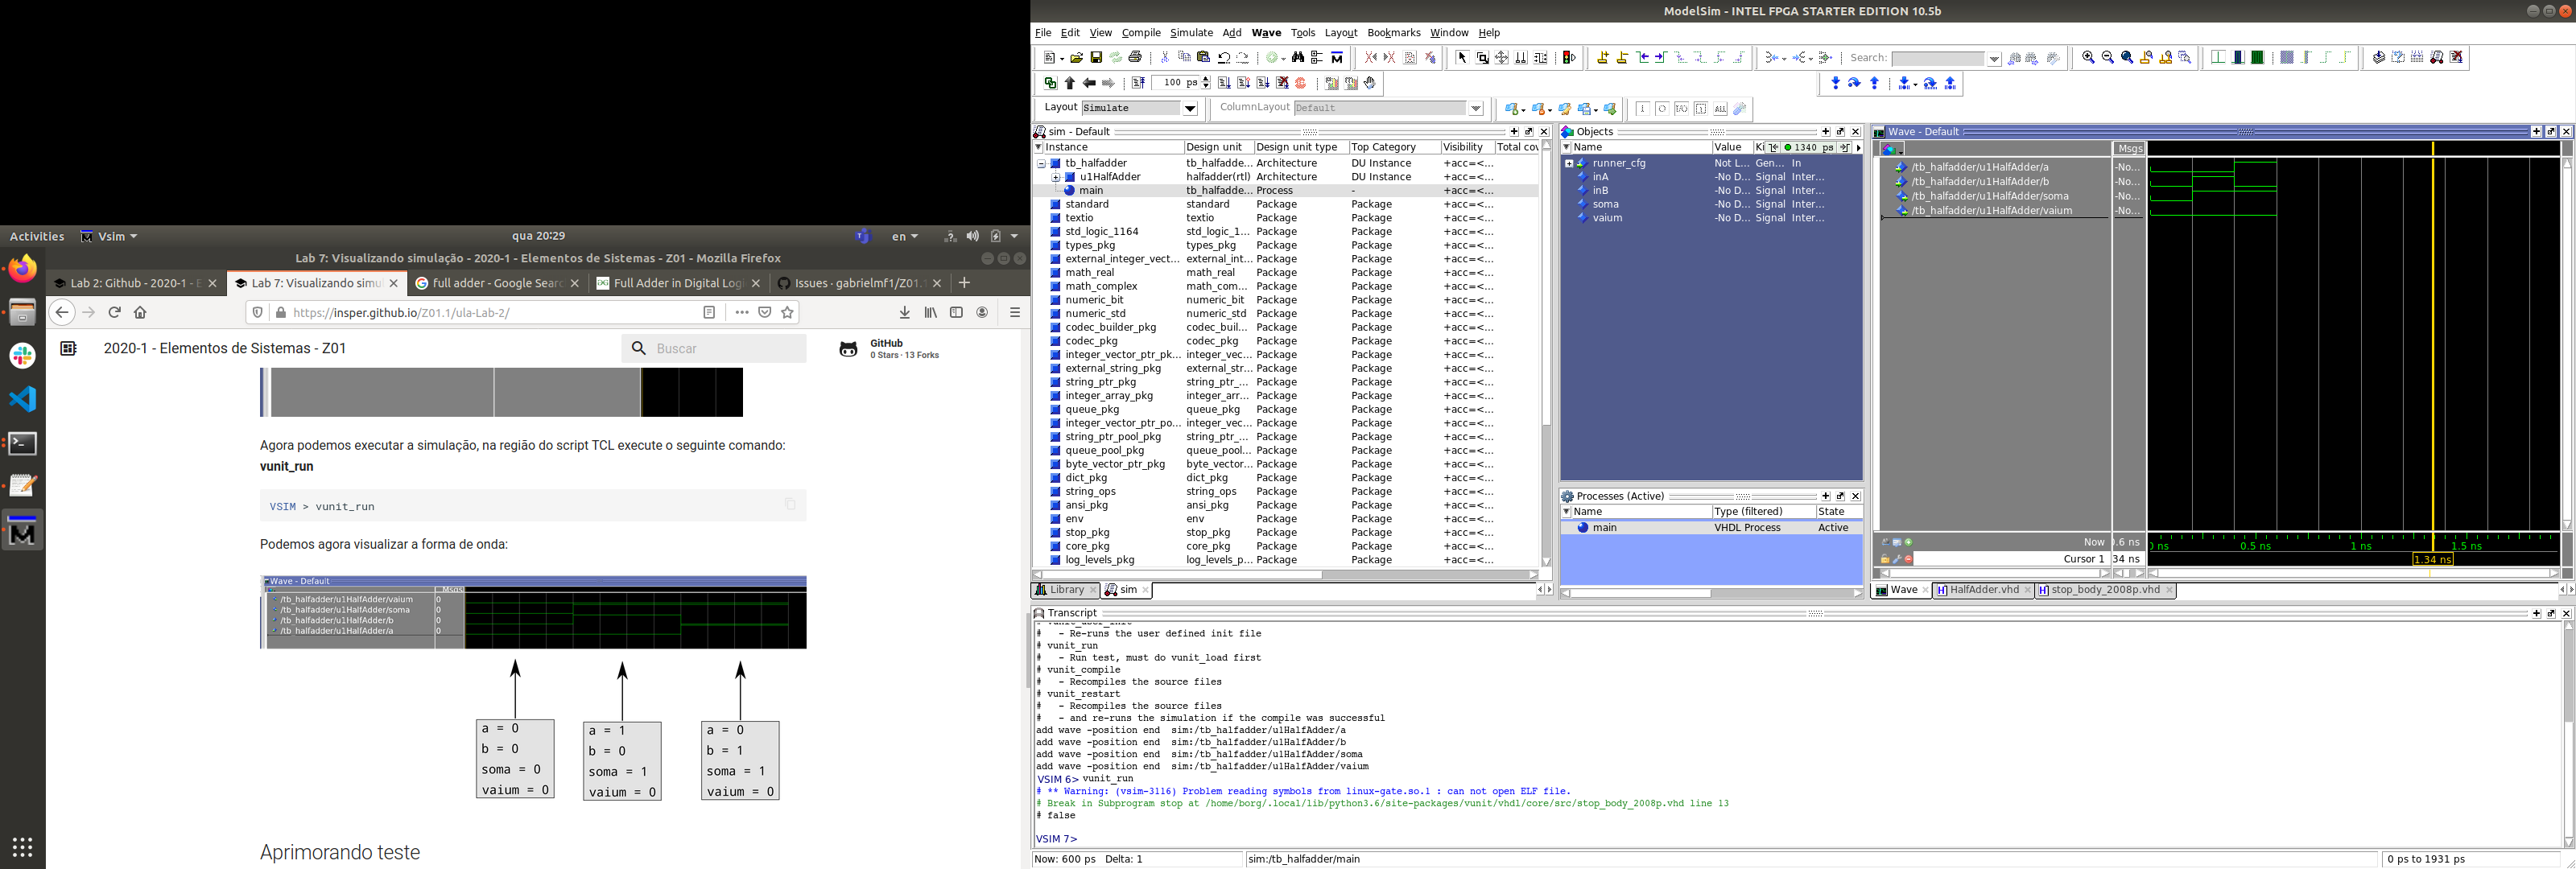 Activities
Vsim
qua 20:29
en
Lab 7: Visualizando simulação - 2020-1 - Elementos de Sistemas - Z01 - Mozilla Firefox
Lab 2: Github - 2020-1 - E
Lab 7: Visualizando simul
full adder - Google Searc
Full Adder in Digital Logi
Issues - gabrielmf1/Z01.
https://insper.github.io/Z01.1/ula-Lab-2/
2020-1 - Elementos de Sistemas - Z01
Buscar
GitHub
0 Stars · 13 Forks
Agora podemos executar a simulação, na região do script TCL execute o seguinte comando:
vunit_run
VSIM > vunit_run
Podemos agora visualizar a forma de onda:
Wave - Default
Msgs
/tb_halfadder/u1HalfAdder/vaium 0
/tb_halfadder/u1HalfAdder/soma 0
/tb_halfadder/u1HalfAdder/b 0
/tb_halfadder/u1HalfAdder/a 0
a = 0
b = 0
soma = 0
vaium = 0
a = 1
b = 0
soma = 1
vaium = 0
a = 0
b = 1
soma = 1
vaium = 0
Aprimorando teste
ModelSim - INTEL FPGA STARTER EDITION 10.5b
File Edit View Compile Simulate Add Wave Tools Layout Bookmarks Window Help
Search:
100 ps
Layout Simulate
ColumnLayout Default
sim - Default
Instance Design unit Design unit type Top Category Visibility Total cov
tb_halfadder tb_halfadde... Architecture DU Instance +acc=<...
u1HalfAdder halfadder(rtl) Architecture DU Instance +acc=<...
main tb_halfadde... Process - +acc=<...
standard standard Package Package +acc=<...
textio textio Package Package +acc=<...
std_logic_1164 std_logic_1... Package Package +acc=<...
types_pkg types_pkg Package Package +acc=<...
external_integer_vect... external_int... Package Package +acc=<...
math_real math_real Package Package +acc=<...
math_complex math_com... Package Package +acc=<...
numeric_bit numeric_bit Package Package +acc=<...
numeric_std numeric_std Package Package +acc=<...
codec_builder_pkg codec_buil... Package Package +acc=<...
codec_pkg codec_pkg Package Package +acc=<...
integer_vector_ptr_pk... integer_vec... Package Package +acc=<...
external_string_pkg external_str... Package Package +acc=<...
string_ptr_pkg string_ptr_... Package Package +acc=<...
integer_array_pkg integer_arr... Package Package +acc=<...
queue_pkg queue_pkg Package Package +acc=<...
integer_vector_ptr_po... integer_vec... Package Package +acc=<...
string_ptr_pool_pkg string_ptr_... Package Package +acc=<...
queue_pool_pkg queue_pool... Package Package +acc=<...
byte_vector_ptr_pkg byte_vector... Package Package +acc=<...
dict_pkg dict_pkg Package Package +acc=<...
string_ops string_ops Package Package +acc=<...
ansi_pkg ansi_pkg Package Package +acc=<...
env env Package Package +acc=<...
stop_pkg stop_pkg Package Package +acc=<...
core_pkg core_pkg Package Package +acc=<...
log_levels_pkg log_levels_p... Package Package +acc=<...
Library
sim
Objects
Name Value Ki 1340 ps
runner_cfg Not L... Gen... In
inA -No D... Signal Inter...
inB -No D... Signal Inter...
soma -No D... Signal Inter...
vaium -No D... Signal Inter...
Processes (Active)
Name Type (filtered) State
main VHDL Process Active
Wave - Default
Msgs
/tb_halfadder/u1HalfAdder/a -No...
/tb_halfadder/u1HalfAdder/b -No...
/tb_halfadder/u1HalfAdder/soma -No...
/tb_halfadder/u1HalfAdder/vaium -No...
Now 0.6 ns
0 ns 0.5 ns 1 ns 1.5 ns
Cursor 1 34 ns 1.34 ns
Wave
HalfAdder.vhd
stop_body_2008p.vhd
Transcript
# vunit_user_init
# - Re-runs the user defined init file
# vunit_run
# - Run test, must do vunit_load first
# vunit_compile
# - Recompiles the source files
# vunit_restart
# - Recompiles the source files
# - and re-runs the simulation if the compile was successful
add wave -position end sim:/tb_halfadder/u1HalfAdder/a
add wave -position end sim:/tb_halfadder/u1HalfAdder/b
add wave -position end sim:/tb_halfadder/u1HalfAdder/soma
add wave -position end sim:/tb_halfadder/u1HalfAdder/vaium
VSIM 6> vunit_run
# ** Warning: (vsim-3116) Problem reading symbols from linux-gate.so.1 : can not open ELF file.
# Break in Subprogram stop at /home/borg/.local/lib/python3.6/site-packages/vunit/vhdl/core/src/stop_body_2008p.vhd line 13
# false
VSIM 7>
Now: 600 ps Delta: 1
sim:/tb_halfadder/main
0 ps to 1931 ps